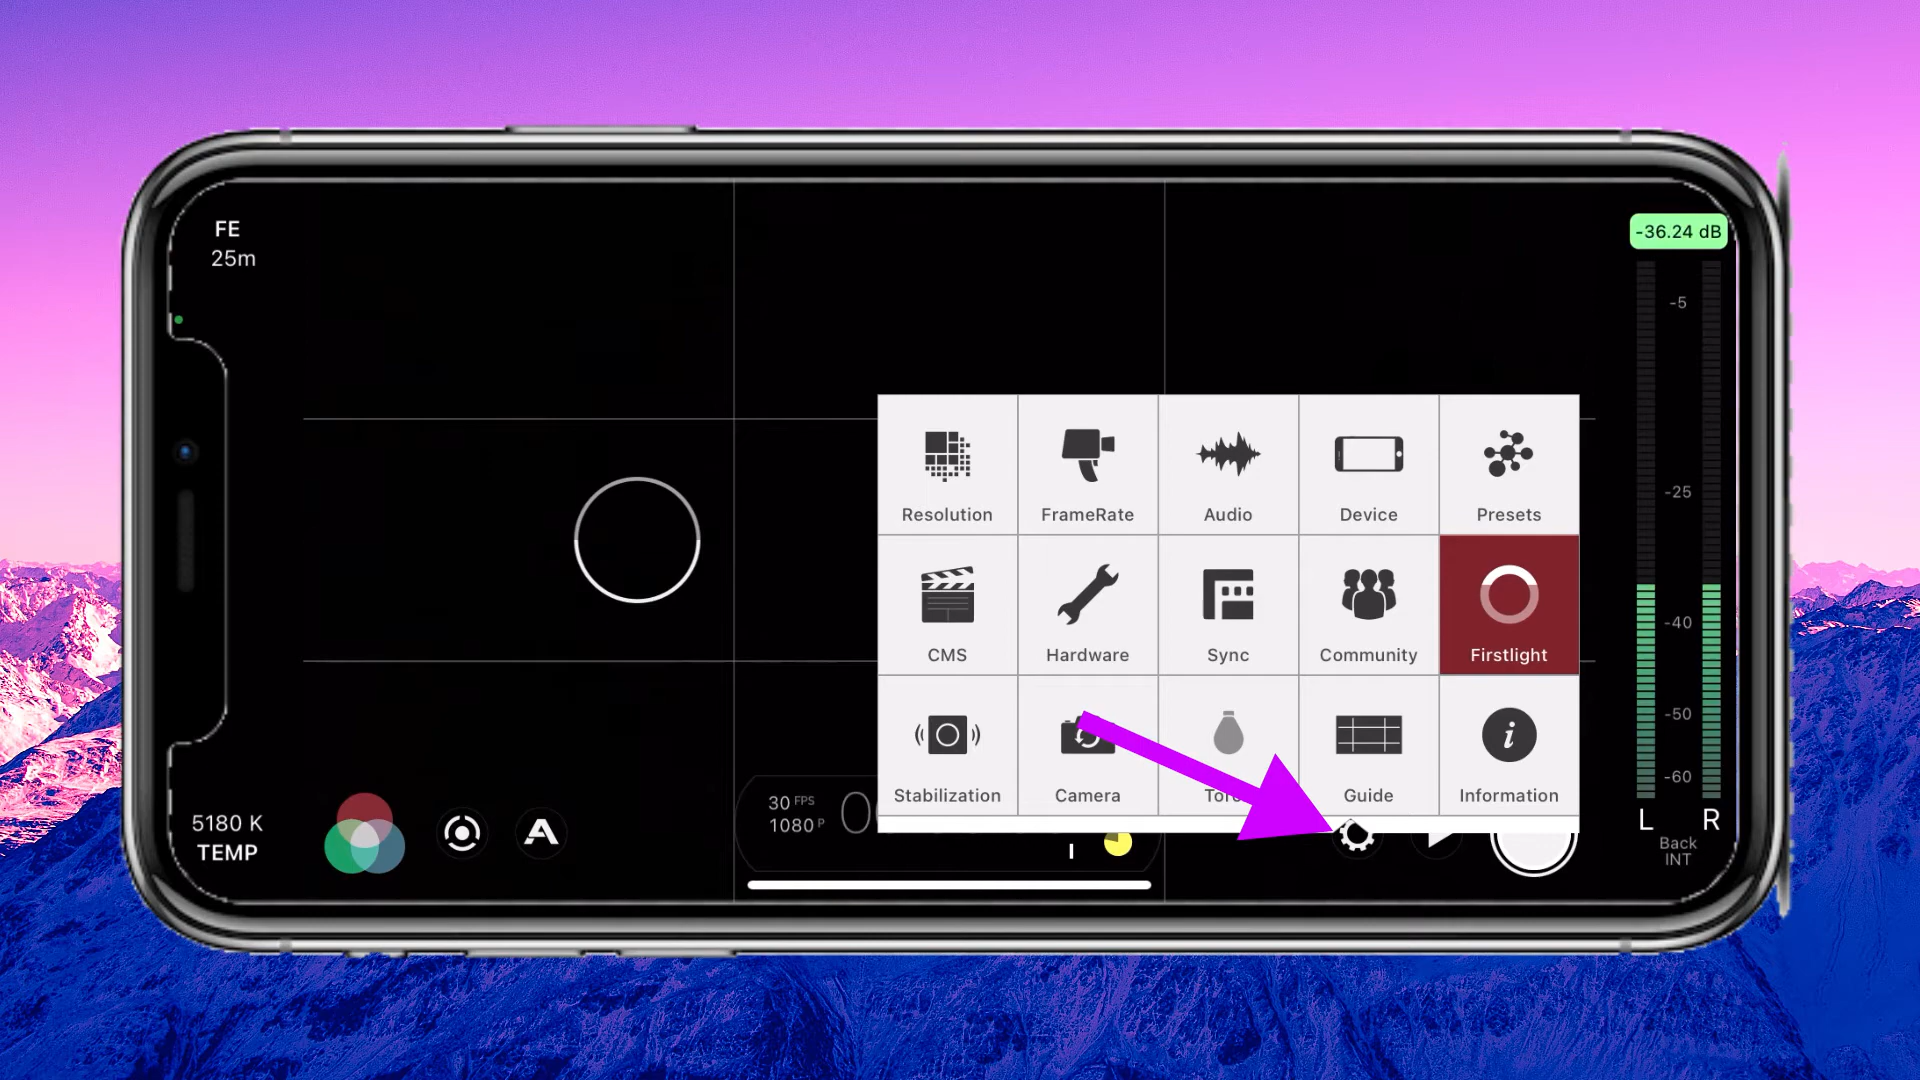 FE
25m
-36.24 dB
-5
-25
-40
-50
-60
L R
Back
INT
Resolution FrameRate Audio Device Presets
CMS Hardware Sync Community Firstlight
Stabilization Camera Guide Information
30 FPS
1080 P
5180 K
TEMP